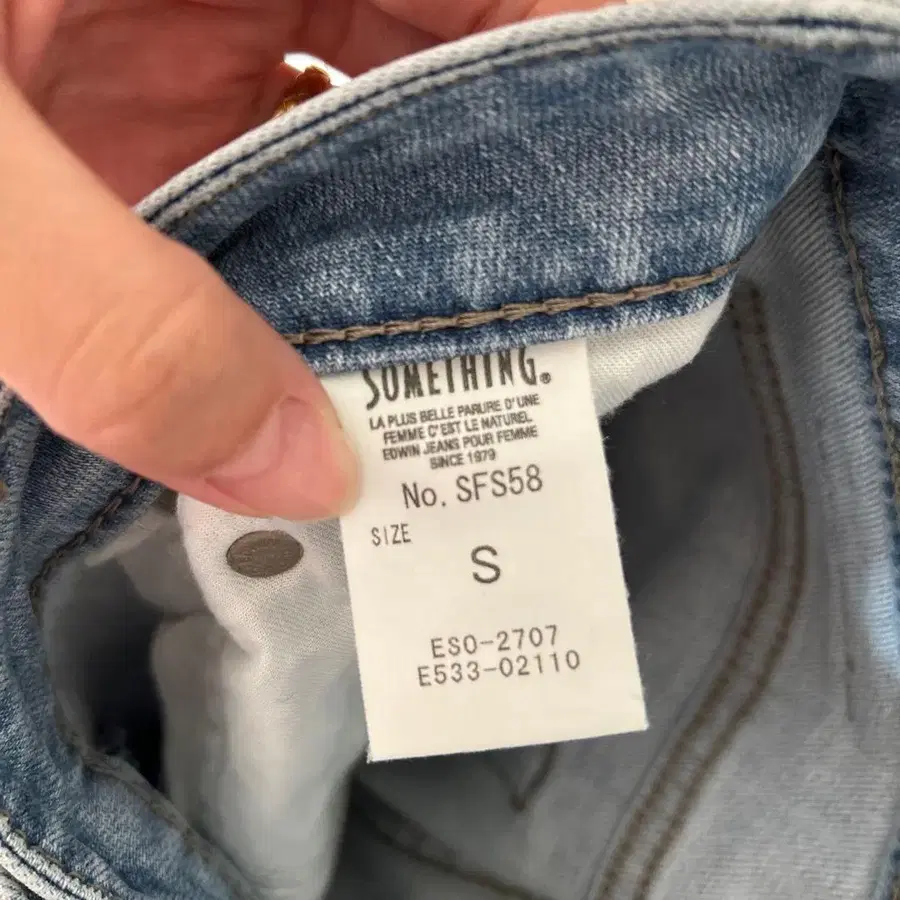 SOMETHING®
LA PLUS BELLE PARURE D'UNE
FEMME C'EST LE NATUREL
EDWIN JEANS POUR FEMME
SINCE 1979
No. SFS58
SIZE
S
ESO-2707
E533-02110